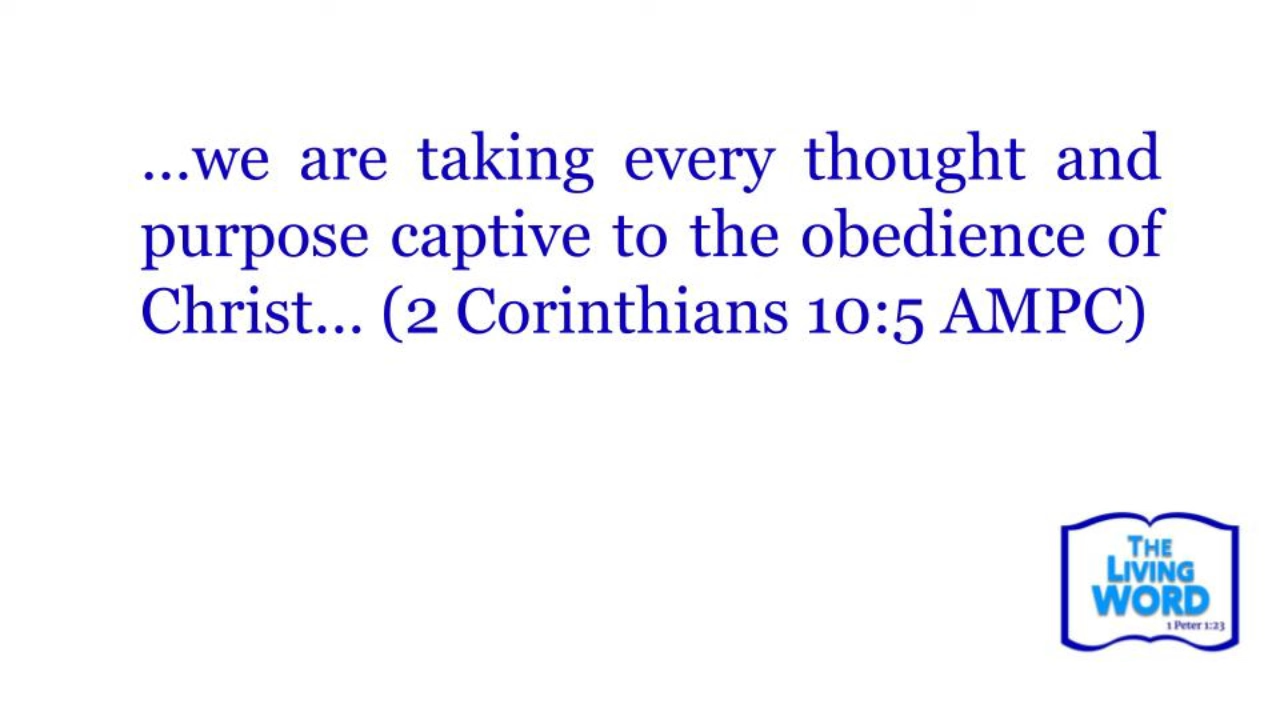 ...we are taking every thought and
purpose captive to the obedience of
Christ... (2 Corinthians 10:5 AMPC)
THE
LIVING
WORD
1 Peter 1:23